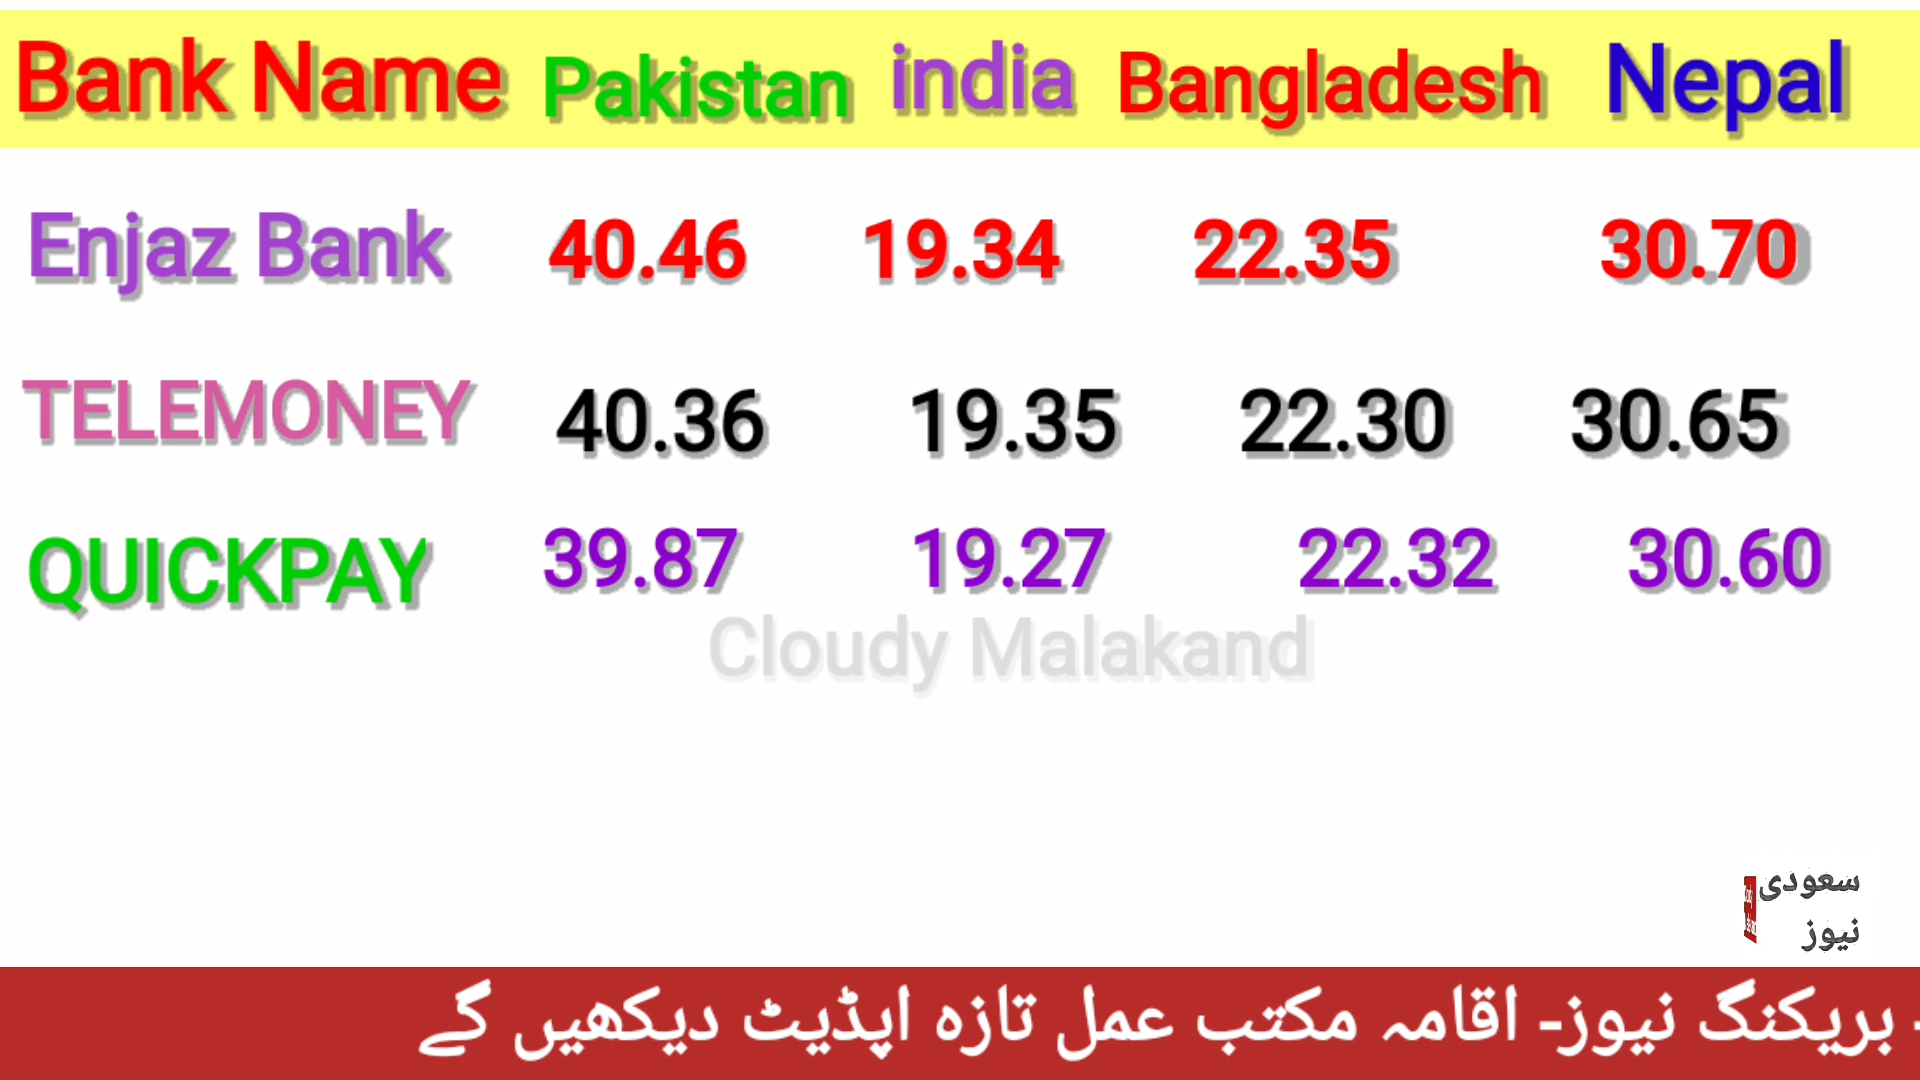 Bank Name Pakistan india Bangladesh Nepal
Enjaz Bank 40.46 19.34 22.35 30.70
TELEMONEY 40.36 19.35 22.30 30.65
QUICKPAY 39.87 19.27 22.32 30.60
Cloudy Malakand
سعودی
نیوز
- بریکنگ نیوز- اقامہ مکتب عمل تازہ اپڈیٹ دیکھیں گے